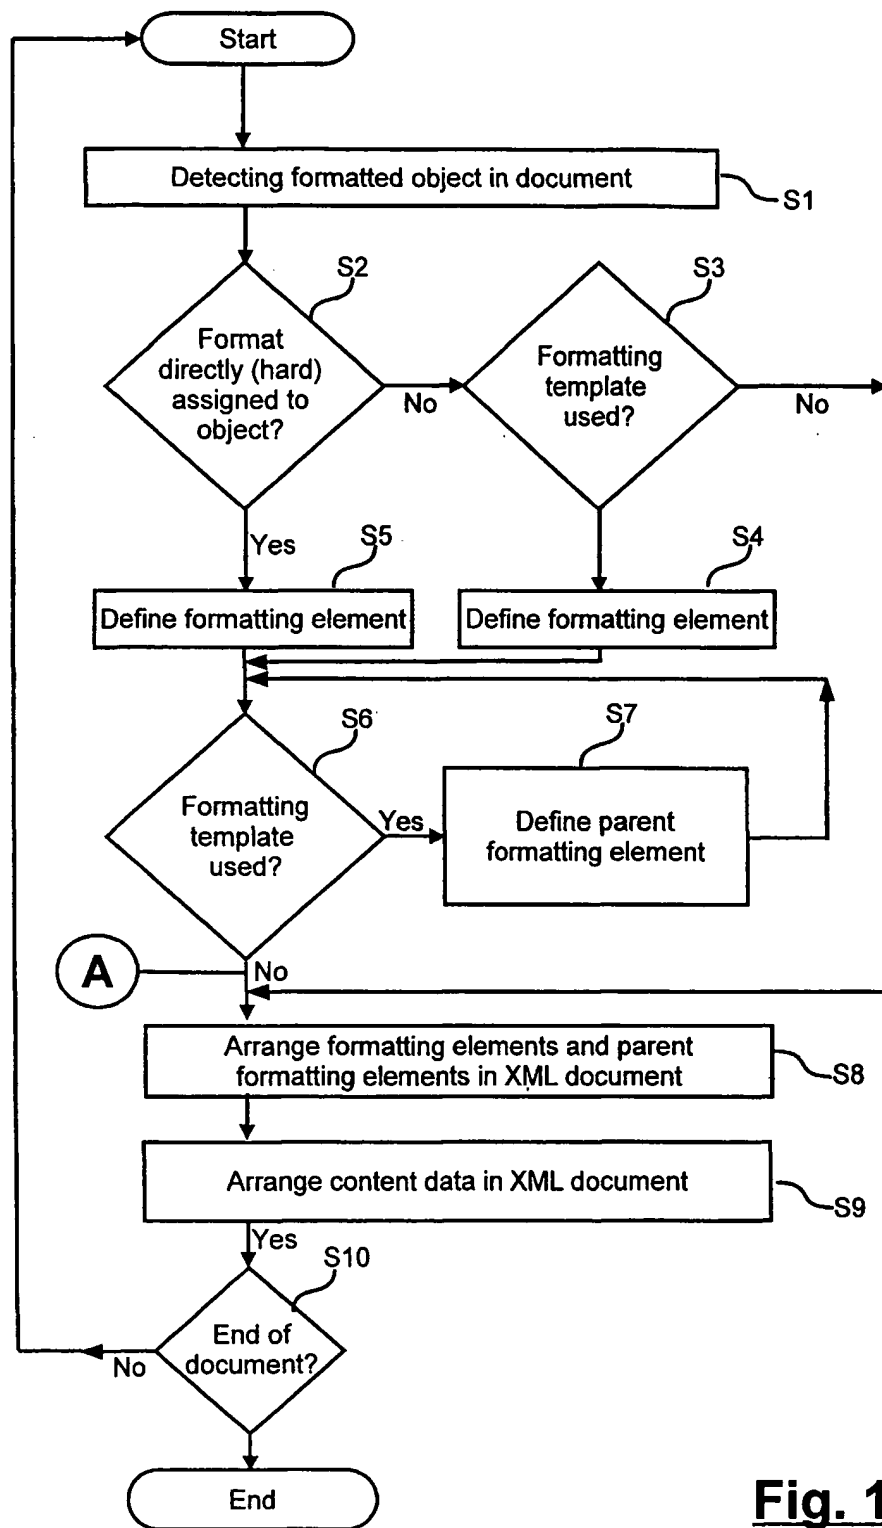 Start
Detecting formatted object in document
S1
S2
S3
Format
directly (hard)
assigned to
object?
No
Formatting
template
used?
No
Yes
S5
S4
Define formatting element
Define formatting element
S6
S7
Formatting
template
used?
Yes
Define parent
formatting element
A
No
Arrange formatting elements and parent
formatting elements in XML document
S8
Arrange content data in XML document
S9
Yes
S10
End of
document?
No
End
Fig. 1